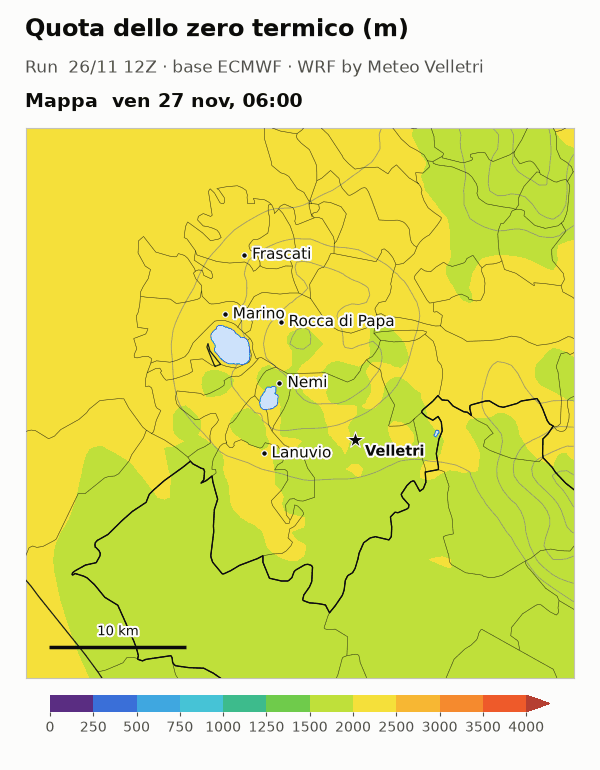 Quota dello zero termico (m)
Run 26/11 12Z · base ECMWF · WRF by Meteo Velletri
Mappa ven 27 nov, 06:00
Frascati
Marino
Rocca di Papa
Nemi
Velletri
Lanuvio
10 km
0 250 500 750 1000 1250 1500 2000 2500 3000 3500 4000